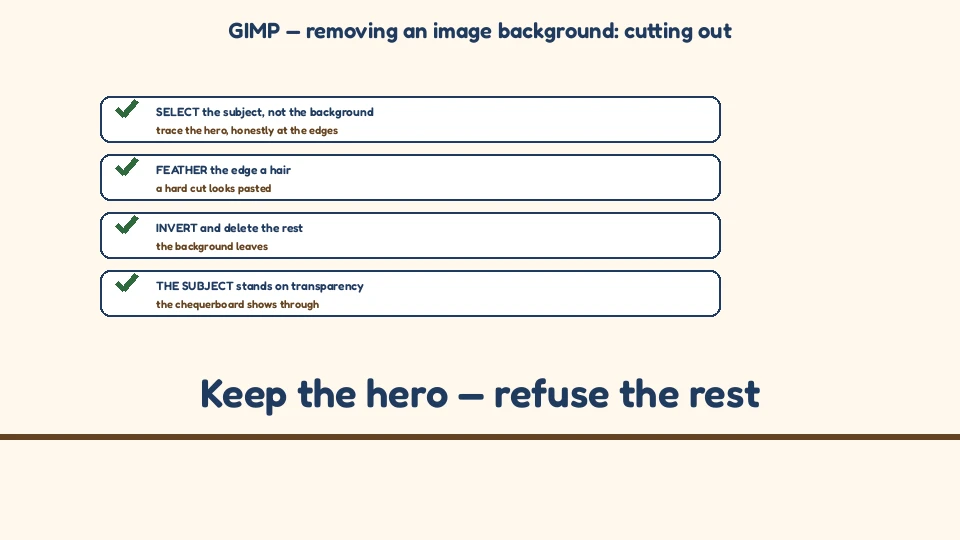 GIMP — removing an image background: cutting out
SELECT the subject, not the background
trace the hero, honestly at the edges
FEATHER the edge a hair
a hard cut looks pasted
INVERT and delete the rest
the background leaves
THE SUBJECT stands on transparency
the chequerboard shows through
Keep the hero — refuse the rest